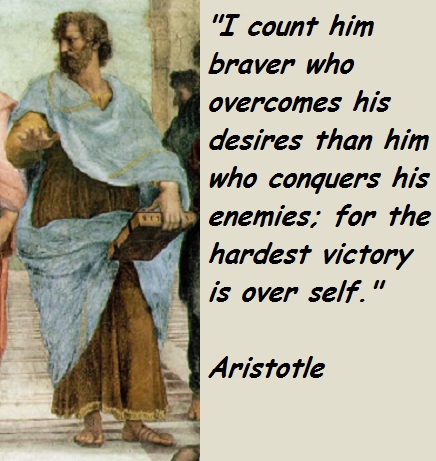 "I count him
braver who
overcomes his
desires than him
who conquers his
enemies; for the
hardest victory
is over self."
Aristotle